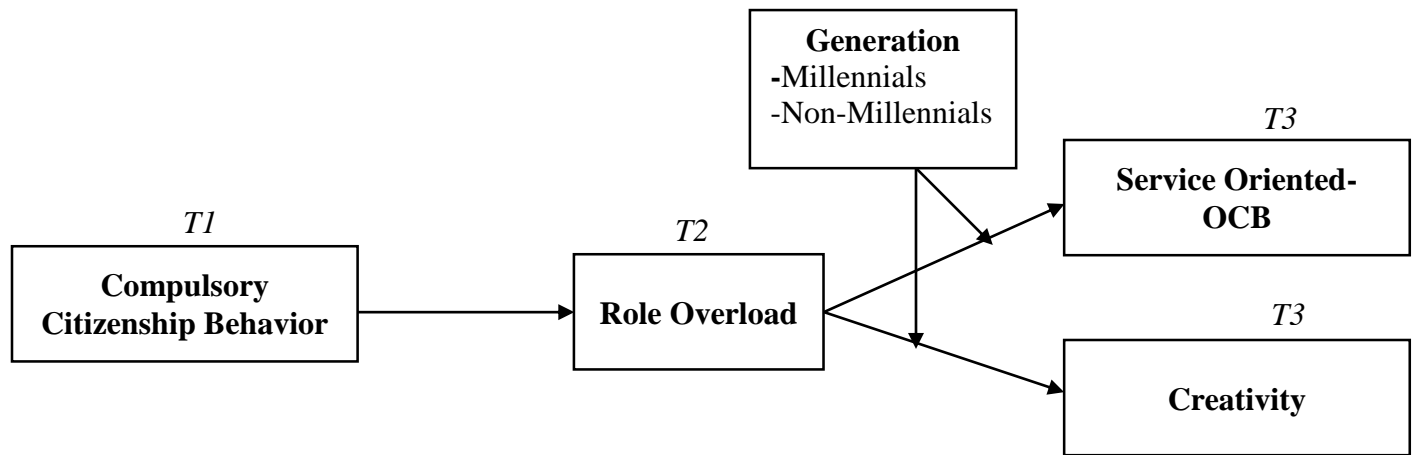 Generation
-Millennials
-Non-Millennials
T3
Service Oriented-
OCB
T1
T2
Compulsory
Citizenship Behavior
Role Overload
T3
Creativity